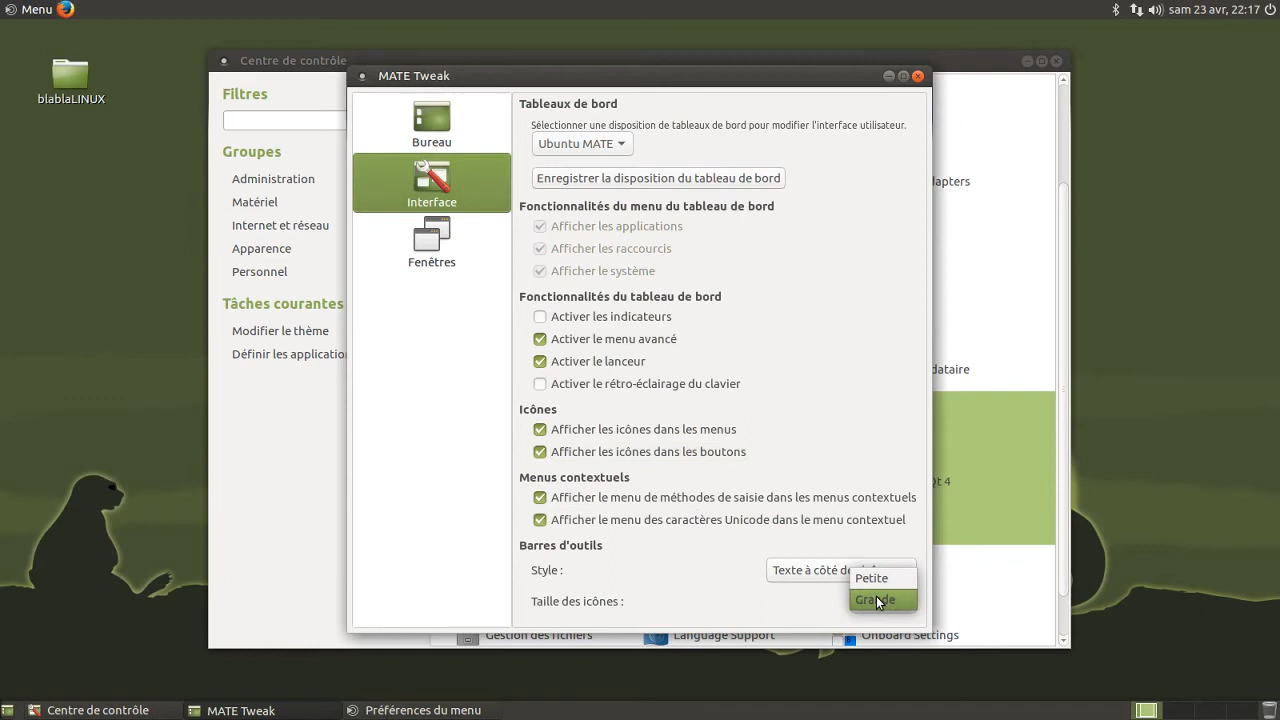 Menu
sam 23 avr, 22:17
blablaLINUX
Centre de contrôle
Filtres
Groupes
Administration
Matériel
Internet et réseau
Apparence
Personnel
Tâches courantes
Modifier le thème
Définir les applicatio
MATE Tweak
Bureau
Interface
Fenêtres
Tableaux de bord
Sélectionner une disposition de tableaux de bord pour modifier l'interface utilisateur.
Ubuntu MATE
Enregistrer la disposition du tableau de bord
Fonctionnalités du menu du tableau de bord
Afficher les applications
Afficher les raccourcis
Afficher le système
Fonctionnalités du tableau de bord
Activer les indicateurs
Activer le menu avancé
Activer le lanceur
Activer le rétro-éclairage du clavier
Icônes
Afficher les icônes dans les menus
Afficher les icônes dans les boutons
Menus contextuels
Afficher le menu de méthodes de saisie dans les menus contextuels
Afficher le menu des caractères Unicode dans le menu contextuel
Barres d'outils
Style :
Texte à côté de
Petite
Taille des icônes :
Grande
dapters
dataire
Qt 4
Gestion des fichiers
Language Support
Onboard Settings
Centre de contrôle
MATE Tweak
Préférences du menu